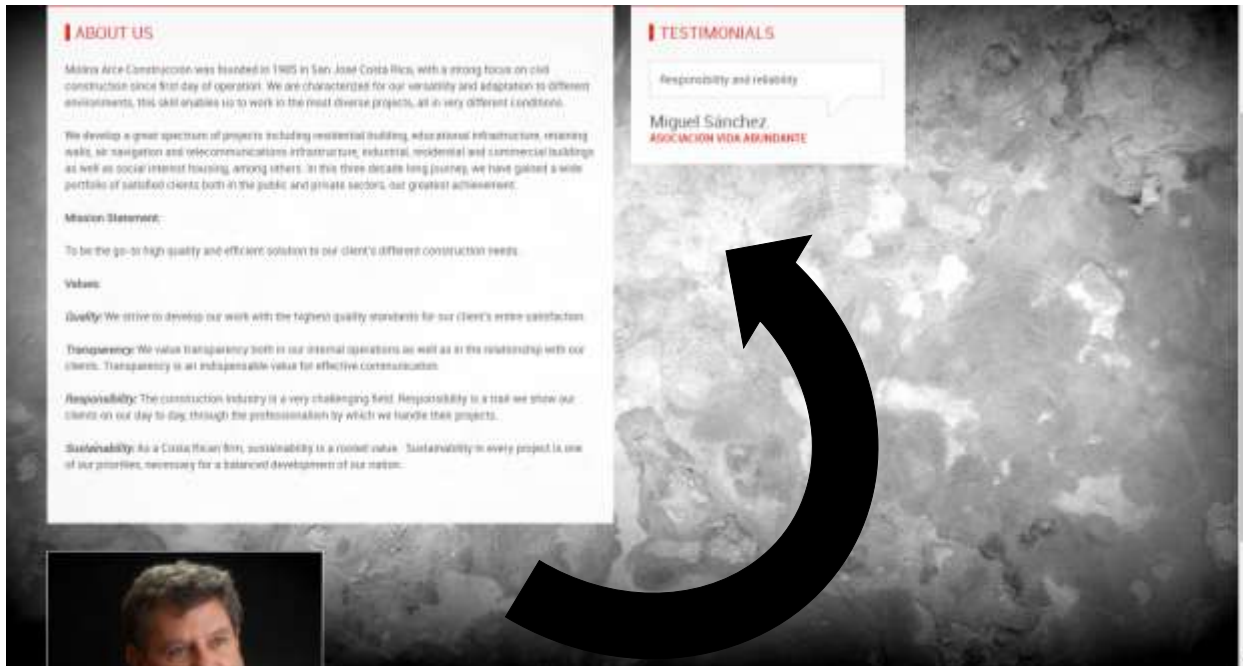 ABOUT US
Molina Arce Construcción was founded in 1985 in San José Costa Rica, with a strong focus on civil
construction since first day of operation. We are characterized for our versatility and adaptation to different
environments, this skill enables us to work in the most diverse projects, all in very different conditions.
We develop a great spectrum of projects including residential building, educational infrastructure, retaining
walls, air navigation and telecommunications infrastructure, industrial, residential and commercial buildings
as well as social interest housing, among others. In this three decade long journey, we have gained a wide
portfolio of satisfied clients both in the public and private sectors, our greatest achievement.
Mission Statement:
To be the go-to high quality and efficient solution to our client's different construction needs.
Values:
Quality: We strive to develop our work with the highest quality standards for our client's entire satisfaction.
Transparency: We value transparency both in our internal operations as well as in the relationship with our
clients. Transparency is an indispensable value for effective communication.
Responsibility: The construction industry is a very challenging field. Responsibility is a trait we show our
clients on our day to day, through the professionalism by which we handle their projects.
Sustainability: As a Costa Rican firm, sustainability is a rooted value. Sustainability in every project is one
of our priorities, necessary for a balanced development of our nation.
TESTIMONIALS
Responsibility and reliability
Miguel Sánchez
ASOCIACIÓN VIDA ABUNDANTE